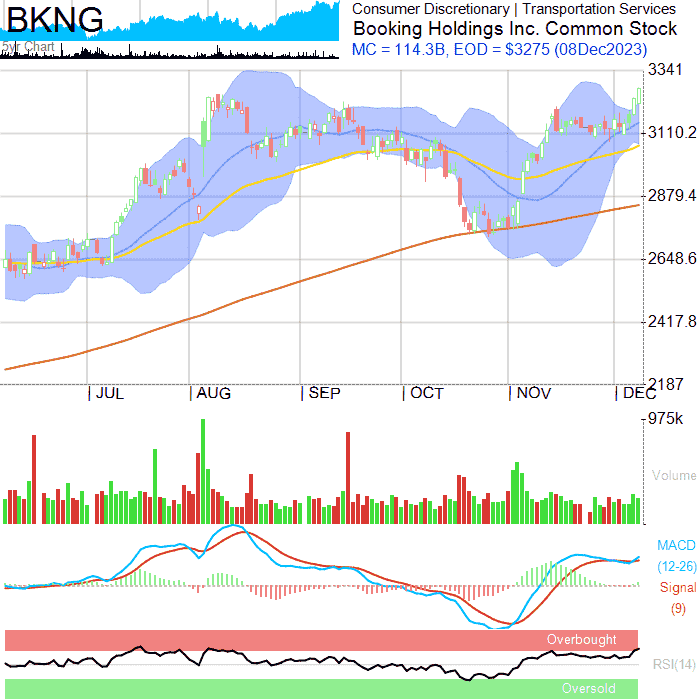 BKNG
5yr Chart
Consumer Discretionary | Transportation Services
Booking Holdings Inc. Common Stock
MC = 114.3B, EOD = $3275 (08Dec2023)
3341
3110.2
2879.4
2648.6
2417.8
2187
JUL AUG SEP OCT NOV DEC
975k
Volume
MACD
(12-26)
Signal
(9)
Overbought
RSI(14)
Oversold